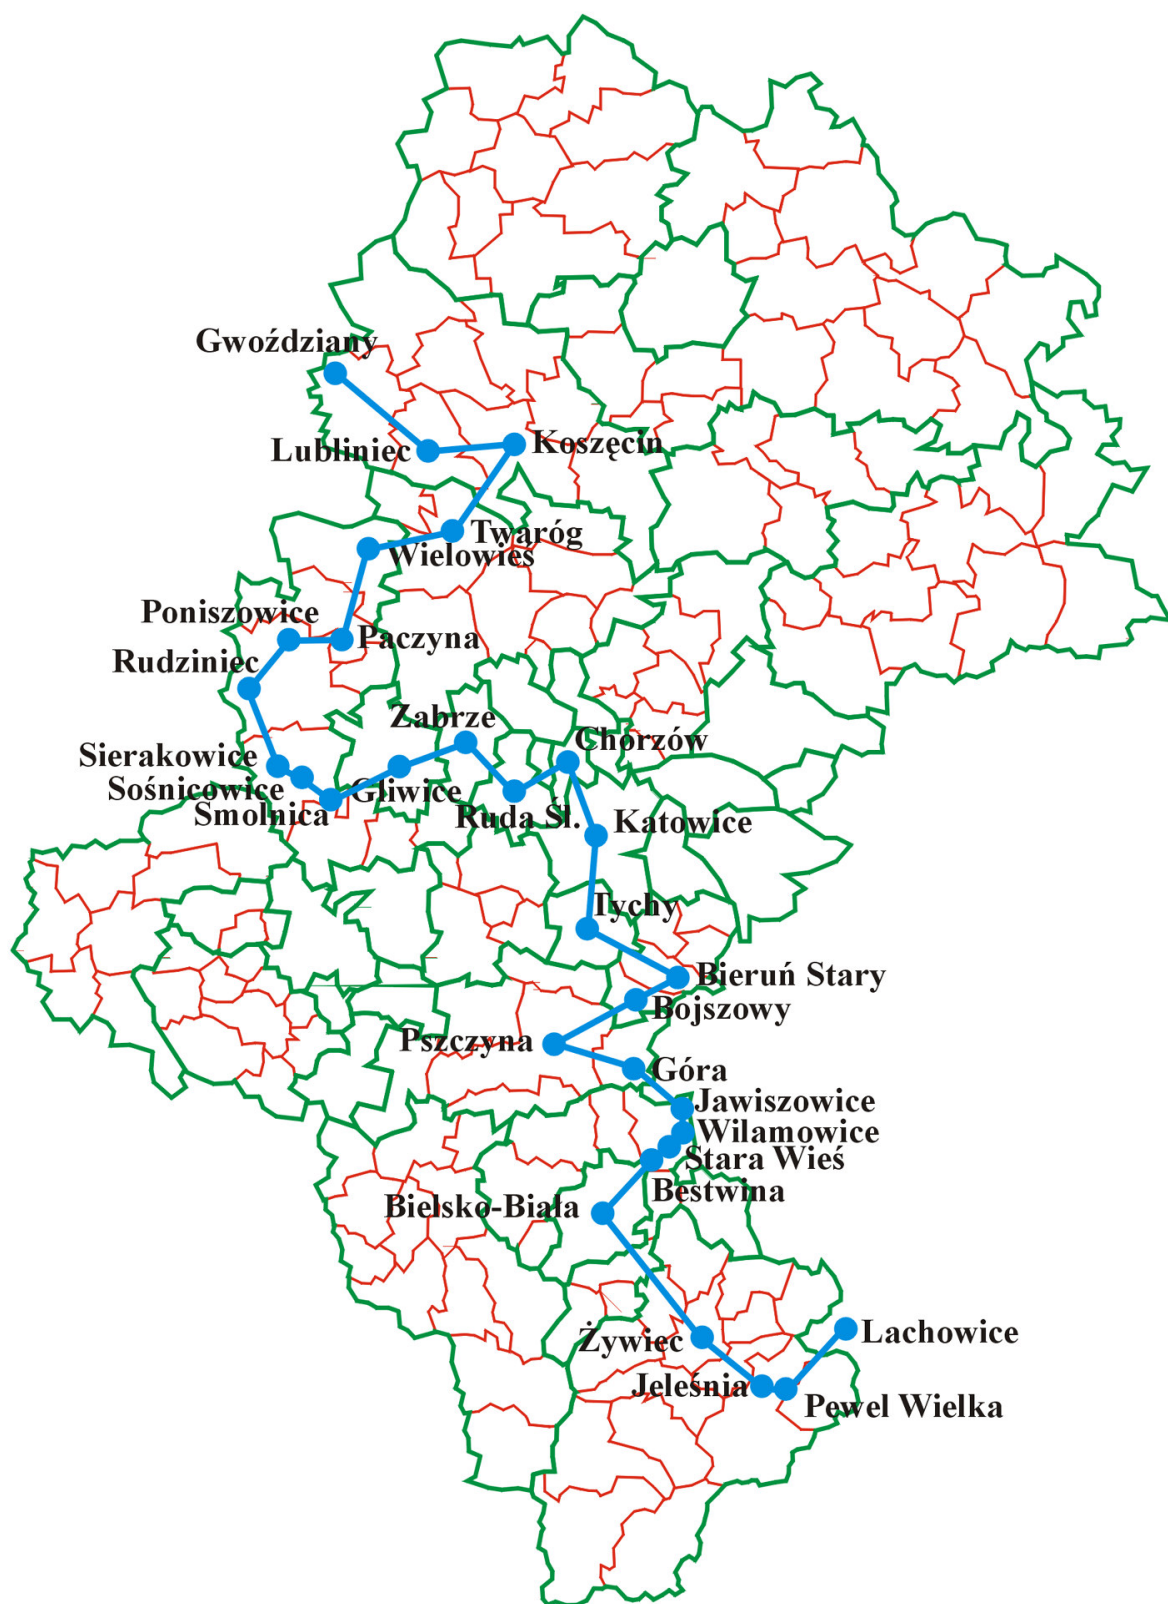 Gwoździany
Lubliniec
Koszęcin
Twaróg
Wielowieś
Poniszowice
Paczyna
Rudziniec
Zabrze
Chorzów
Sierakowice
Sośnicowice
Gliwice
Smolnica
Ruda Śl.
Katowice
Tychy
Bieruń Stary
Bojszowy
Pszczyna
Góra
Jawiszowice
Wilamowice
Stara Wieś
Bestwina
Bielsko-Biała
Żywiec
Lachowice
Jeleśnia
Pewel Wielka